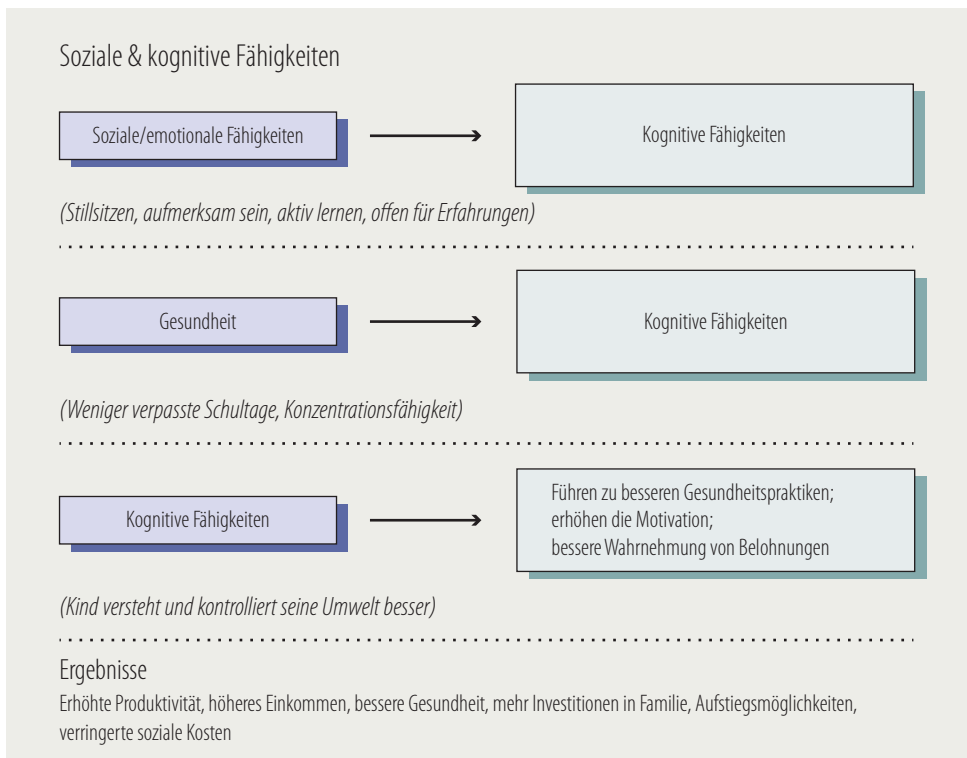 Soziale & kognitive Fähigkeiten
Soziale/emotionale Fähigkeiten
Kognitive Fähigkeiten
(Stillsitzen, aufmerksam sein, aktiv lernen, offen für Erfahrungen)
Gesundheit
Kognitive Fähigkeiten
(Weniger verpasste Schultage, Konzentrationsfähigkeit)
Kognitive Fähigkeiten
Führen zu besseren Gesundheitspraktiken;
erhöhen die Motivation;
bessere Wahrnehmung von Belohnungen
(Kind versteht und kontrolliert seine Umwelt besser)
Ergebnisse
Erhöhte Produktivität, höheres Einkommen, bessere Gesundheit, mehr Investitionen in Familie, Aufstiegsmöglichkeiten,
verringerte soziale Kosten